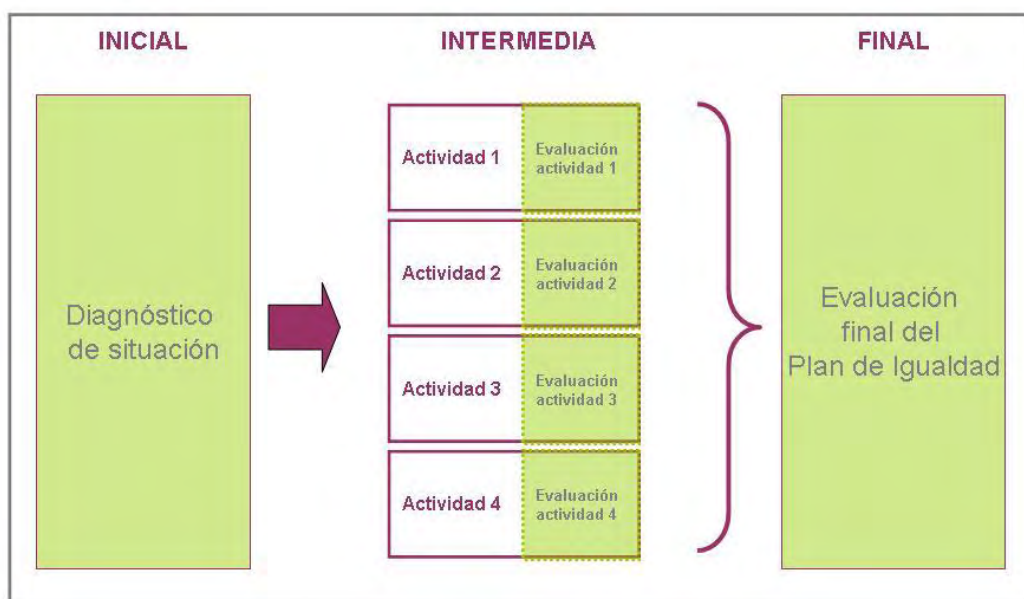 INICIAL
INTERMEDIA
FINAL
Diagnóstico
de situación
Actividad 1
Evaluación
actividad 1
Actividad 2
Evaluación
actividad 2
Actividad 3
Evaluación
actividad 3
Actividad 4
Evaluación
actividad 4
Evaluación
final del
Plan de Igualdad